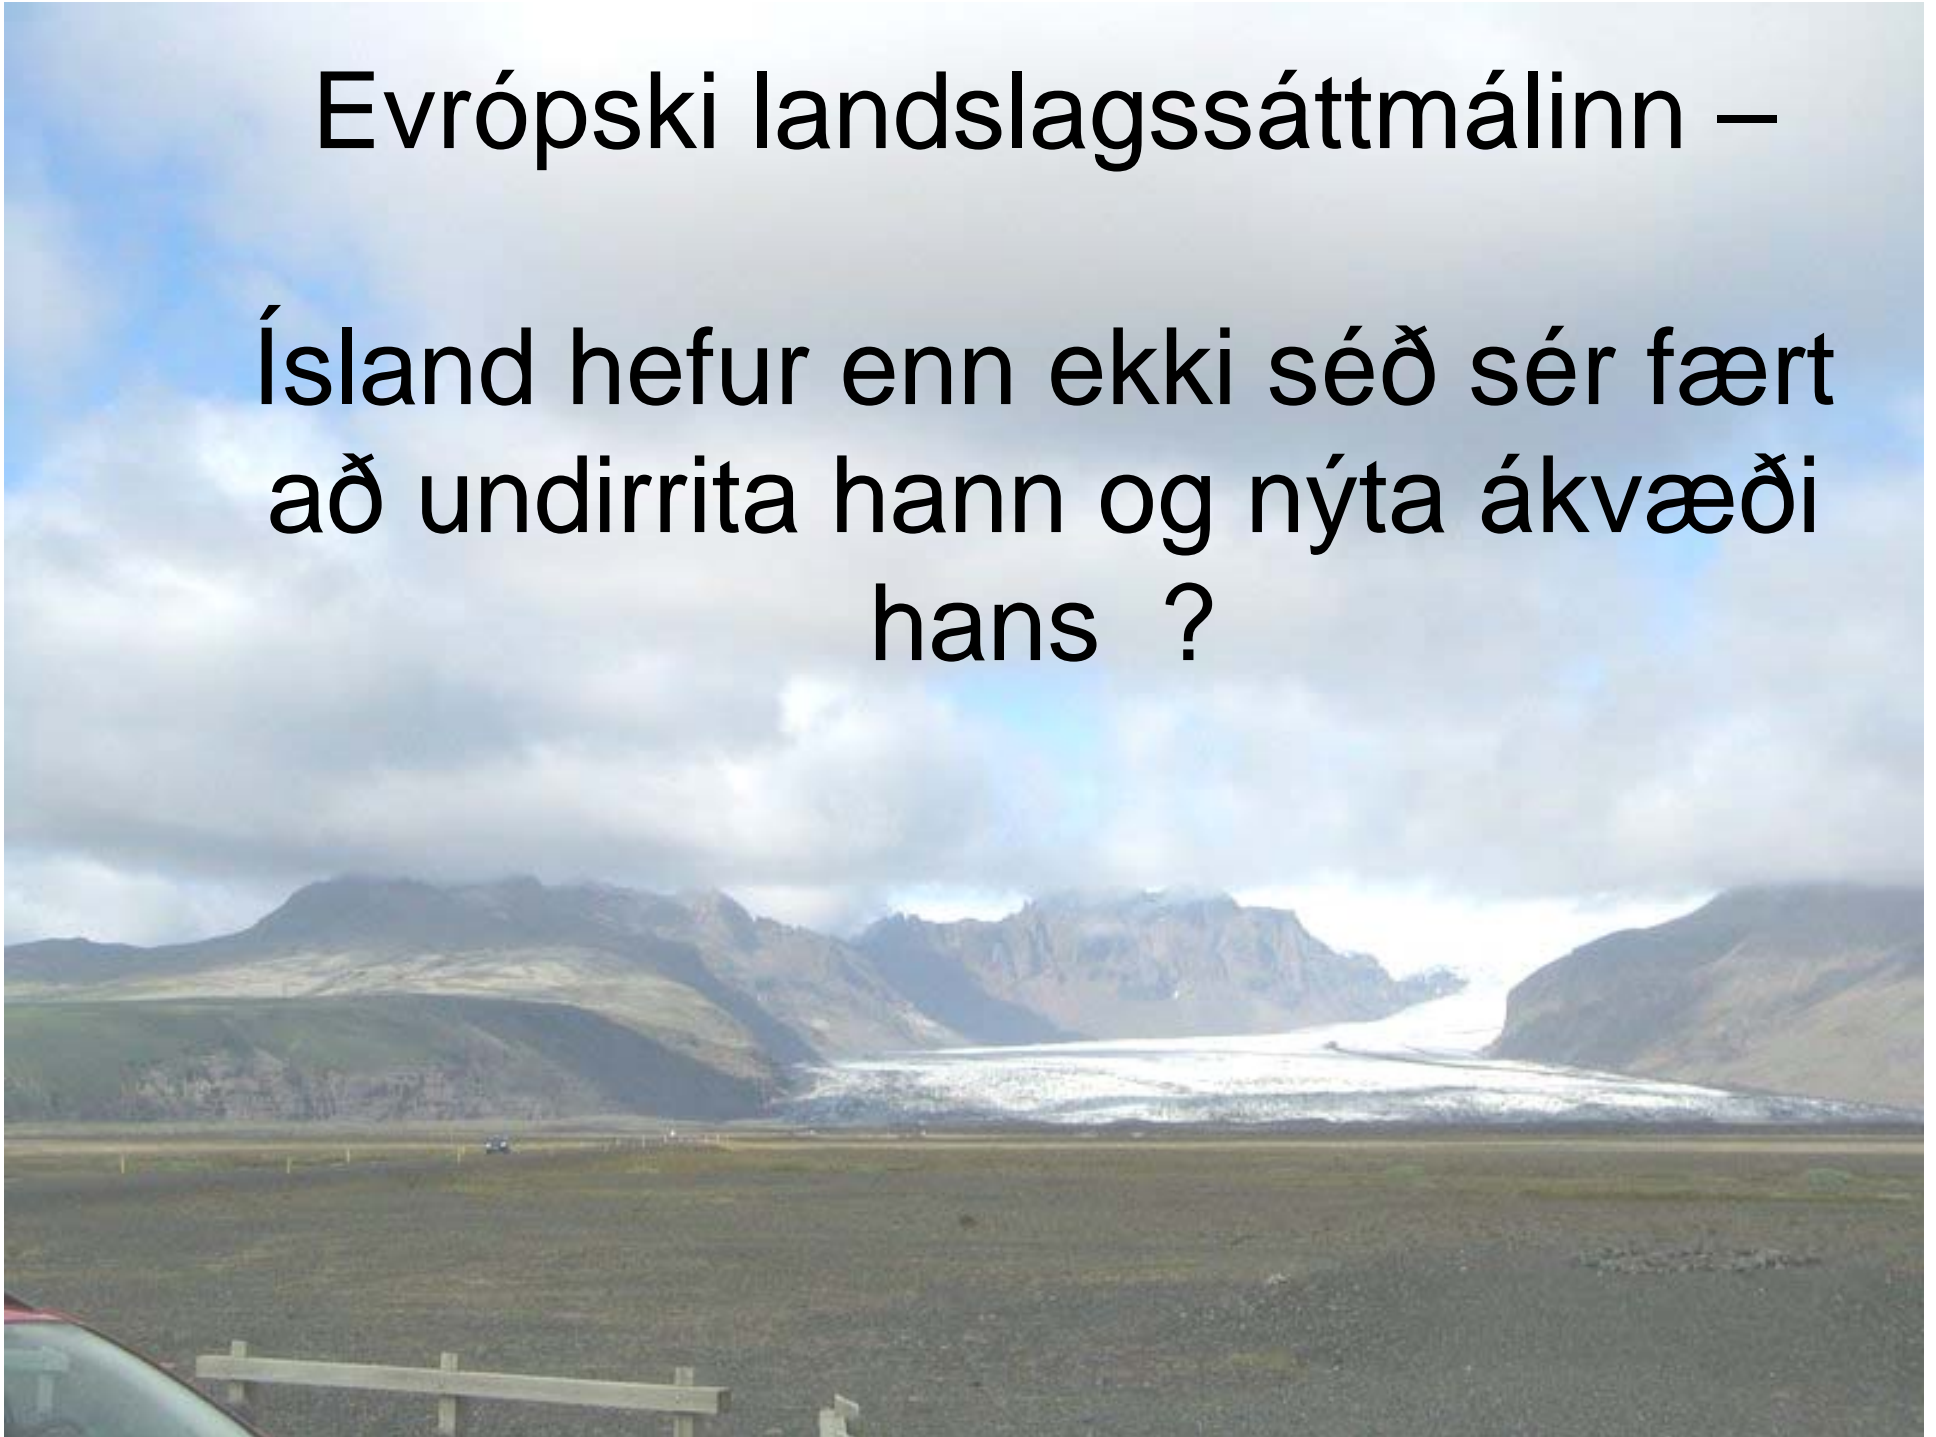 Evrópski landslagssáttmálinn –
Ísland hefur enn ekki séð sér fært
að undirrita hann og nýta ákvæði
hans ?